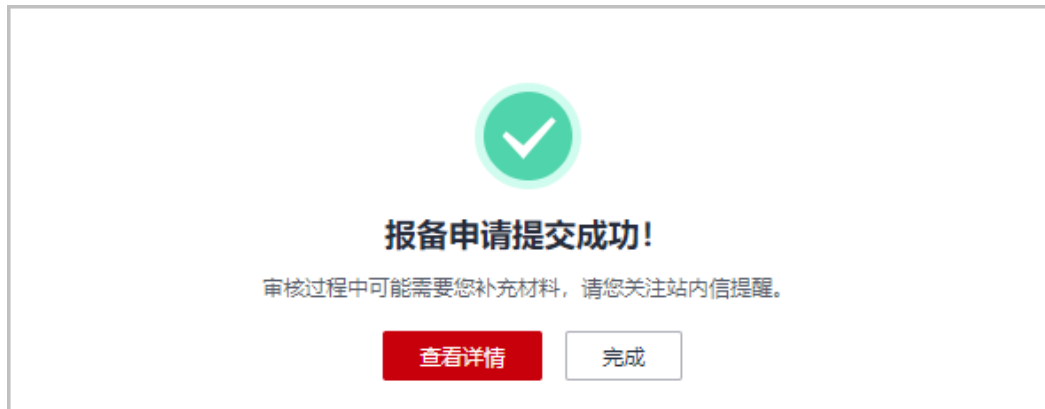 报备申请提交成功！
审核过程中可能需要您补充材料，请您关注站内信提醒。
查看详情
完成